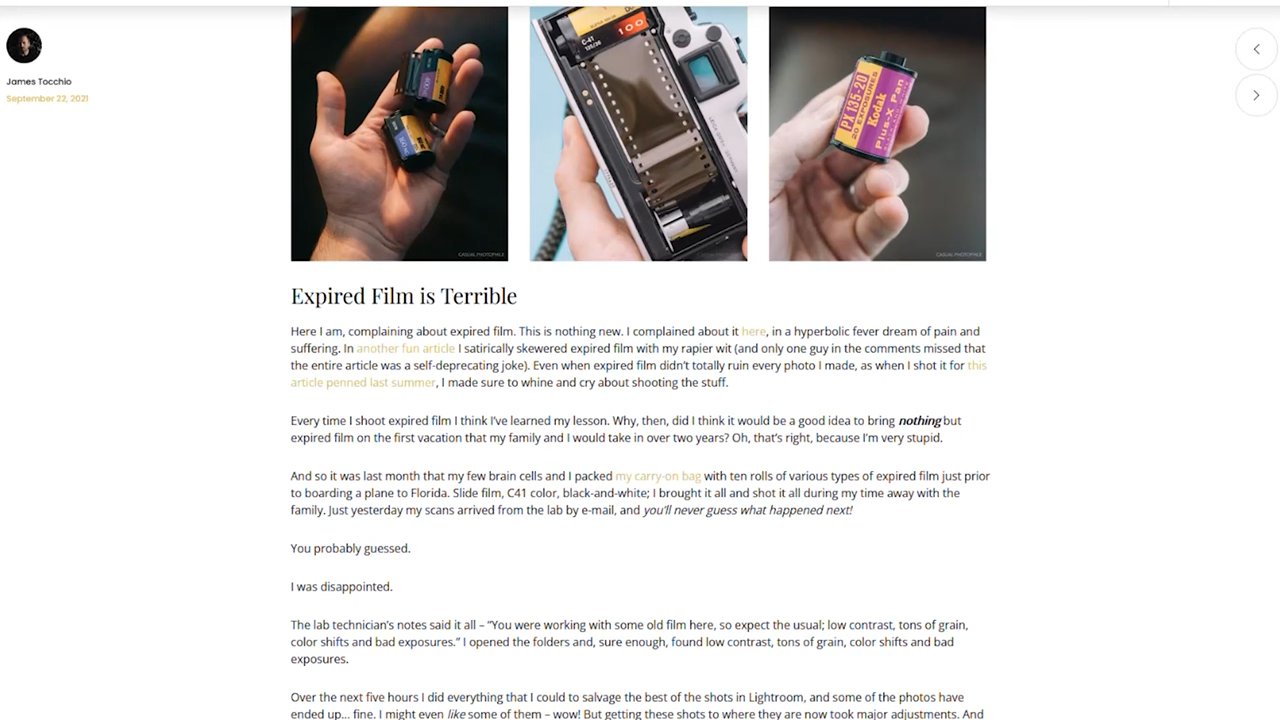 James Tocchio
September 22, 2021
C-41
135/36
100
PX 135-20
20 EXPOSURES
Kodak
Plus-X Pan
CASUAL PHOTOPHILE
CASUAL PHOTOPHILE
Expired Film is Terrible
Here I am, complaining about expired film. This is nothing new. I complained about it here, in a hyperbolic fever dream of pain and
suffering. In another fun article I satirically skewered expired film with my rapier wit (and only one guy in the comments missed that
the entire article was a self-deprecating joke). Even when expired film didn't totally ruin every photo I made, as when I shot it for this
article penned last summer, I made sure to whine and cry about shooting the stuff.
Every time I shoot expired film I think I've learned my lesson. Why, then, did I think it would be a good idea to bring nothing but
expired film on the first vacation that my family and I would take in over two years? Oh, that's right, because I'm very stupid.
And so it was last month that my few brain cells and I packed my carry-on bag with ten rolls of various types of expired film just prior
to boarding a plane to Florida. Slide film, C41 color, black-and-white; I brought it all and shot it all during my time away with the
family. Just yesterday my scans arrived from the lab by e-mail, and you'll never guess what happened next!
You probably guessed.
I was disappointed.
The lab technician's notes said it all – “You were working with some old film here, so expect the usual; low contrast, tons of grain,
color shifts and bad exposures.” I opened the folders and, sure enough, found low contrast, tons of grain, color shifts and bad
exposures.
Over the next five hours I did everything that I could to salvage the best of the shots in Lightroom, and some of the photos have
ended up... fine. I might even like some of them – wow! But getting these shots to where they are now took major adjustments. And